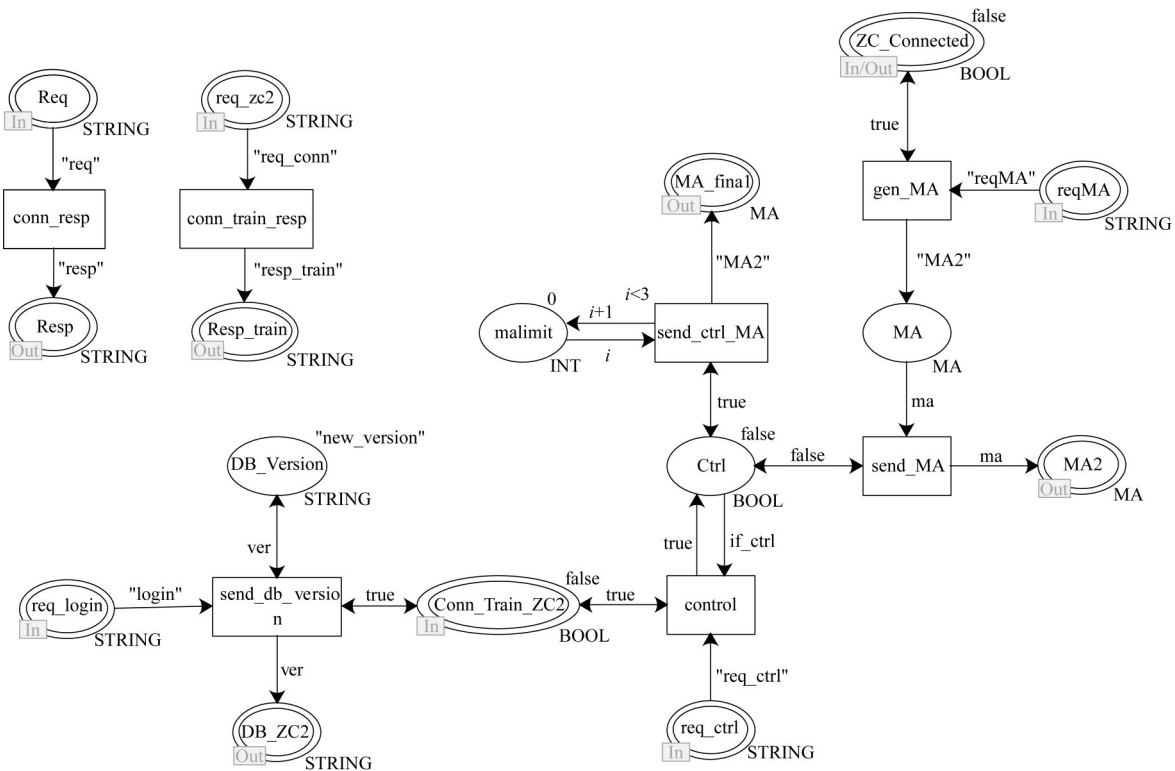 false
ZC_Connected
In/Out
BOOL
true
Req
In
STRING
req_zc2
In
STRING
"req"
"req_conn"
conn_resp
conn_train_resp
"resp"
"resp_train"
Resp
Out
STRING
Resp_train
Out
STRING
MA_fina1
Out
MA
gen_MA
"reqMA"
reqMA
In
STRING
"MA2"
"MA2"
0
i<3
malimit
i+1
i
INT
send_ctrl_MA
MA
MA
true
ma
"new_version"
DB_Version
STRING
false
Ctrl
BOOL
false
send_MA
ma
MA2
Out
MA
ver
true
if_ctrl
req_login
In
STRING
"login"
send_db_versio
n
true
false
Conn_Train_ZC2
In
BOOL
true
control
ver
"req_ctrl"
DB_ZC2
Out
STRING
req_ctrl
In
STRING